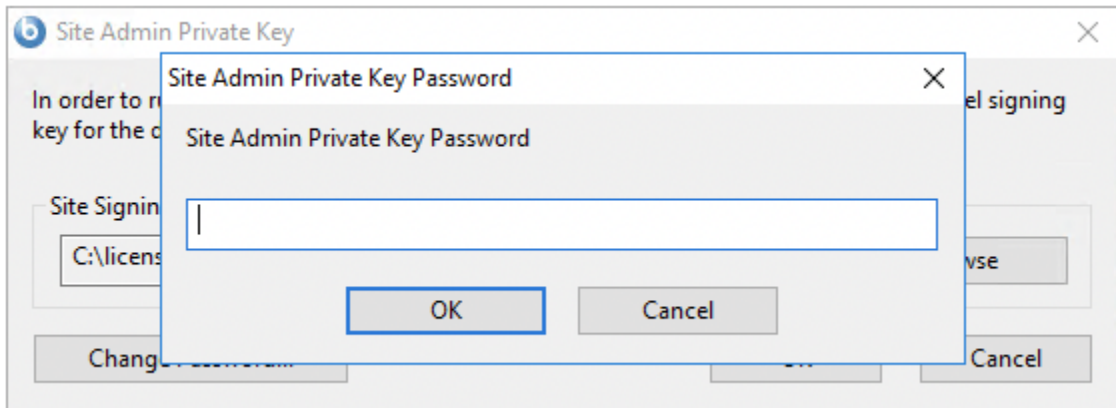 Site Admin Private Key
Site Admin Private Key Password
In order to
el signing
key for the
Site Admin Private Key Password
Site Signin
C:\licens
wse
OK
Cancel
Cancel